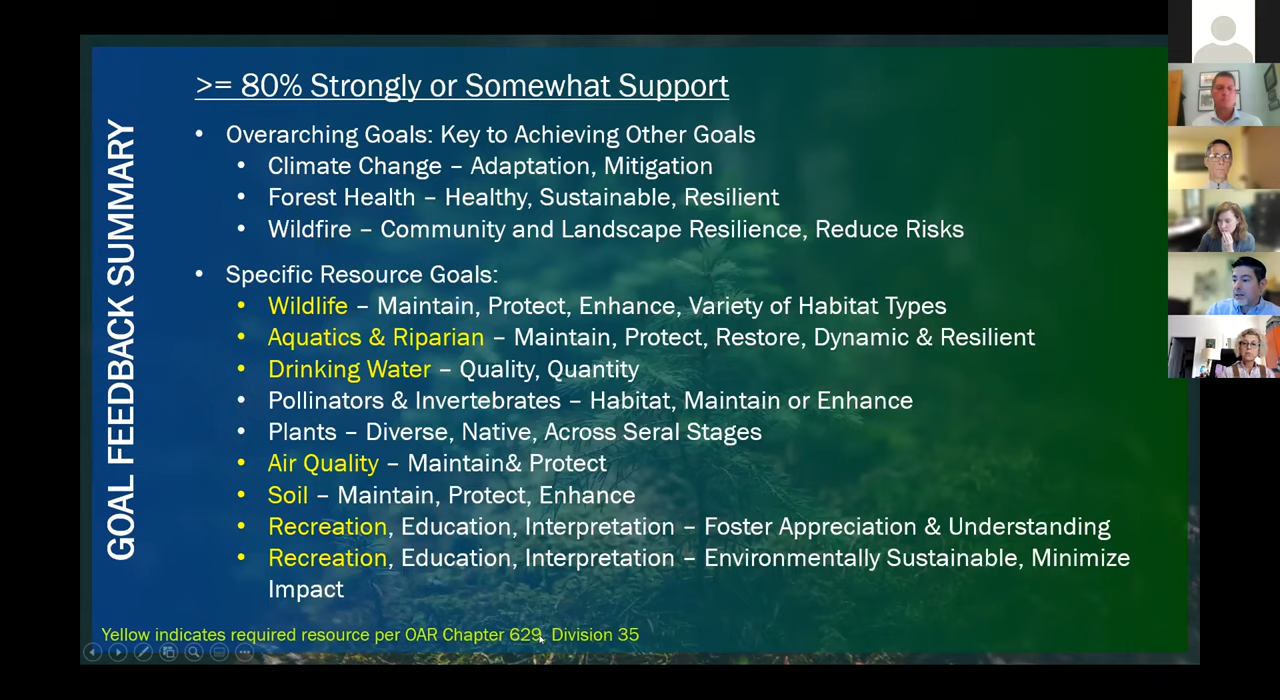 GOAL FEEDBACK SUMMARY
>= 80% Strongly or Somewhat Support
• Overarching Goals: Key to Achieving Other Goals
• Climate Change – Adaptation, Mitigation
• Forest Health – Healthy, Sustainable, Resilient
• Wildfire – Community and Landscape Resilience, Reduce Risks
• Specific Resource Goals:
• Wildlife – Maintain, Protect, Enhance, Variety of Habitat Types
• Aquatics & Riparian – Maintain, Protect, Restore, Dynamic & Resilient
• Drinking Water – Quality, Quantity
• Pollinators & Invertebrates – Habitat, Maintain or Enhance
• Plants – Diverse, Native, Across Seral Stages
• Air Quality – Maintain& Protect
• Soil – Maintain, Protect, Enhance
• Recreation, Education, Interpretation – Foster Appreciation & Understanding
• Recreation, Education, Interpretation – Environmentally Sustainable, Minimize
Impact
Yellow indicates required resource per OAR Chapter 629, Division 35